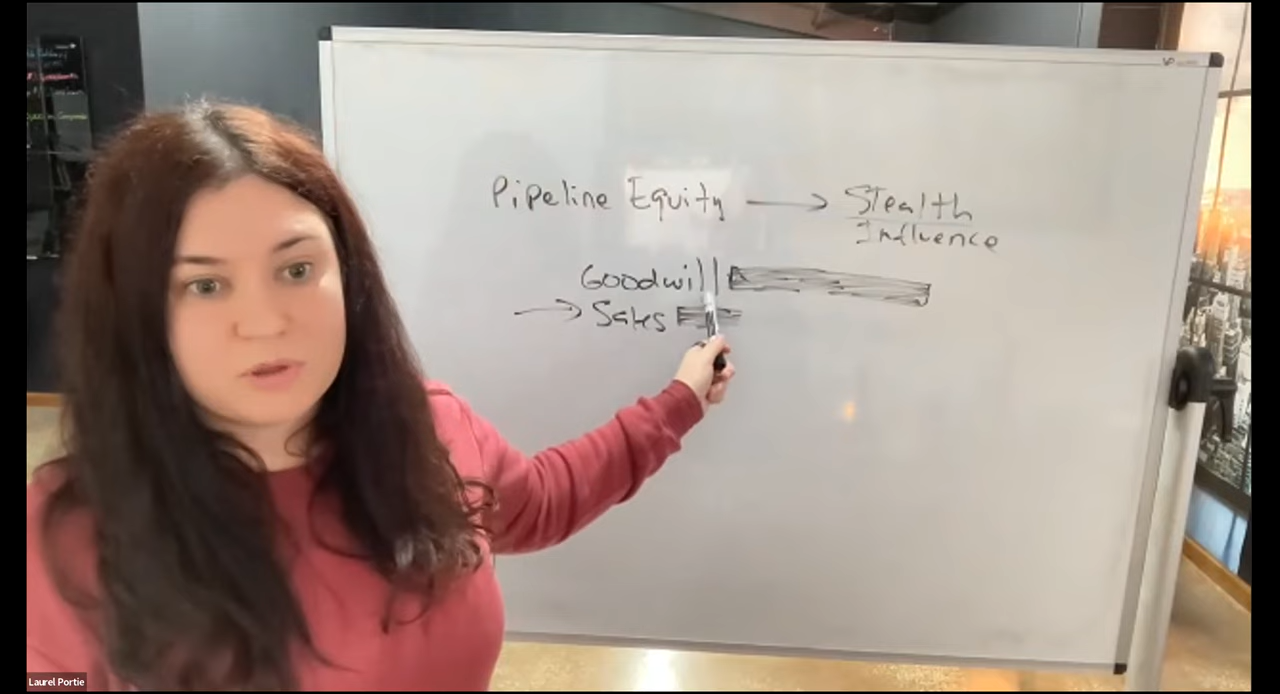 Pipeline Equity → Stealth
Influence
Goodwill
→ Sales
Laurel Portie